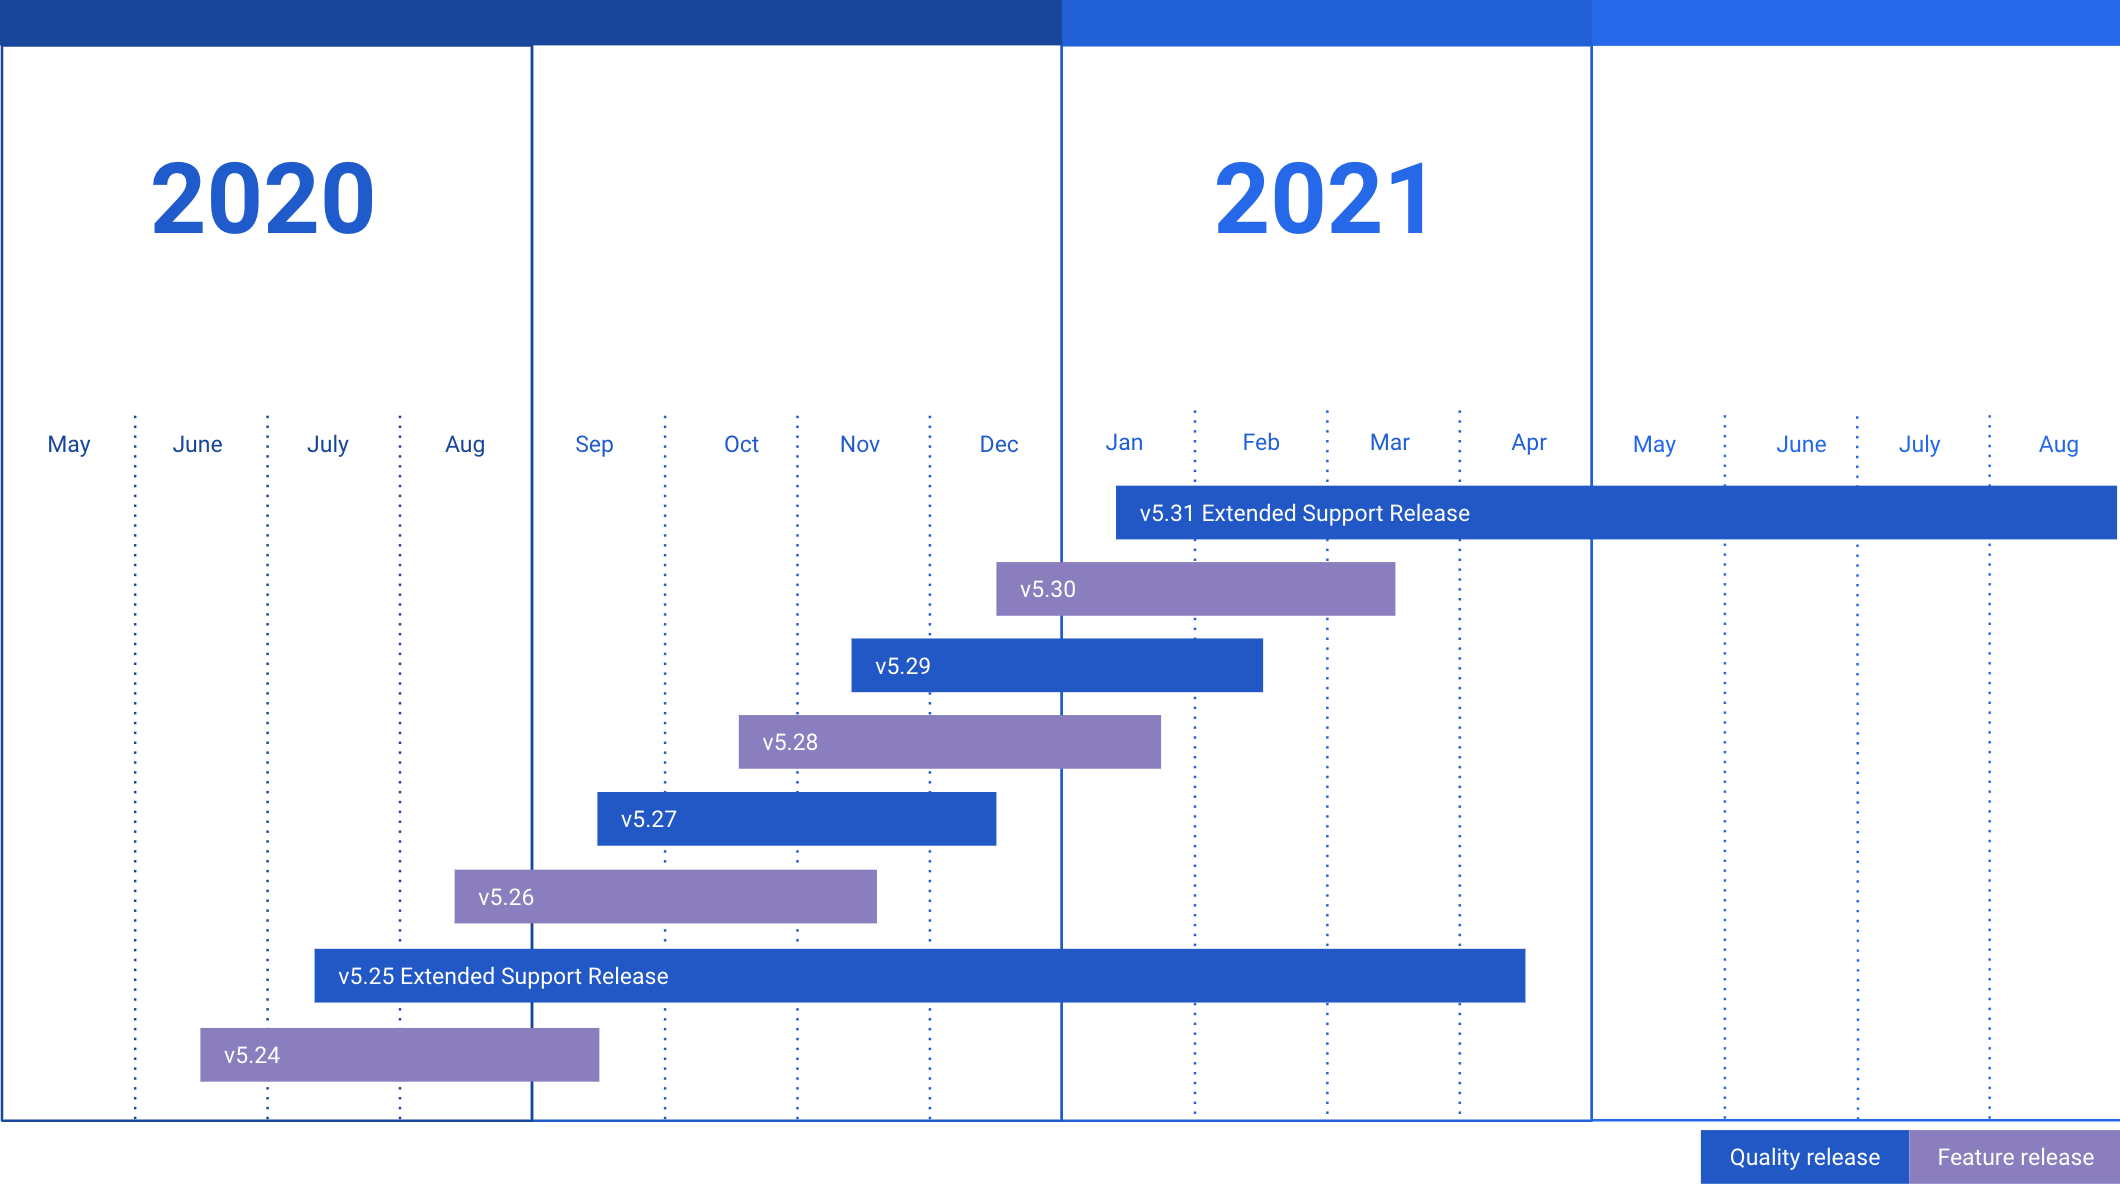 2020
2021
May June July Aug Sep Oct Nov Dec Jan Feb Mar Apr May June July Aug
v5.31 Extended Support Release
v5.30
v5.29
v5.28
v5.27
v5.26
v5.25 Extended Support Release
v5.24
Quality release
Feature release